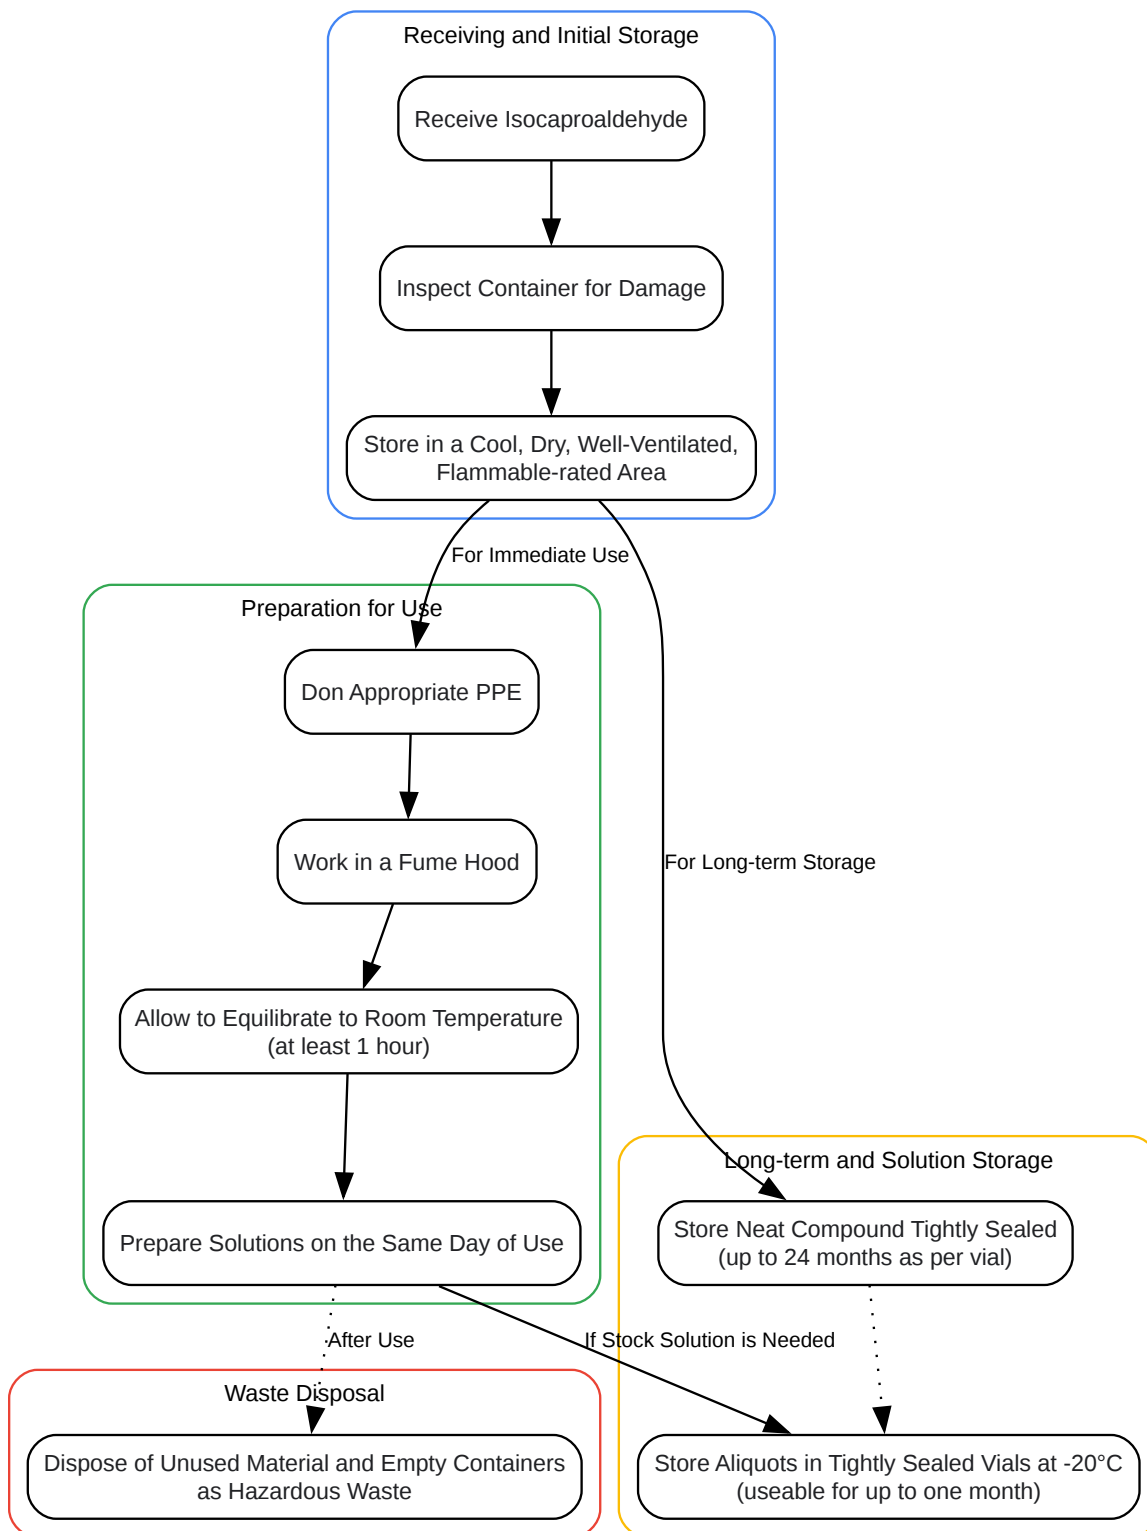 Receiving and Initial Storage
Receive Isocaproaldehyde
Inspect Container for Damage
Store in a Cool, Dry, Well-Ventilated,
Flammable-rated Area
For Immediate Use
Preparation for Use
Don Appropriate PPE
Work in a Fume Hood
For Long-term Storage
Allow to Equilibrate to Room Temperature
(at least 1 hour)
Long-term and Solution Storage
Prepare Solutions on the Same Day of Use
Store Neat Compound Tightly Sealed
(up to 24 months as per vial)
After Use
If Stock Solution is Needed
Waste Disposal
Dispose of Unused Material and Empty Containers
as Hazardous Waste
Store Aliquots in Tightly Sealed Vials at -20°C
(useable for up to one month)